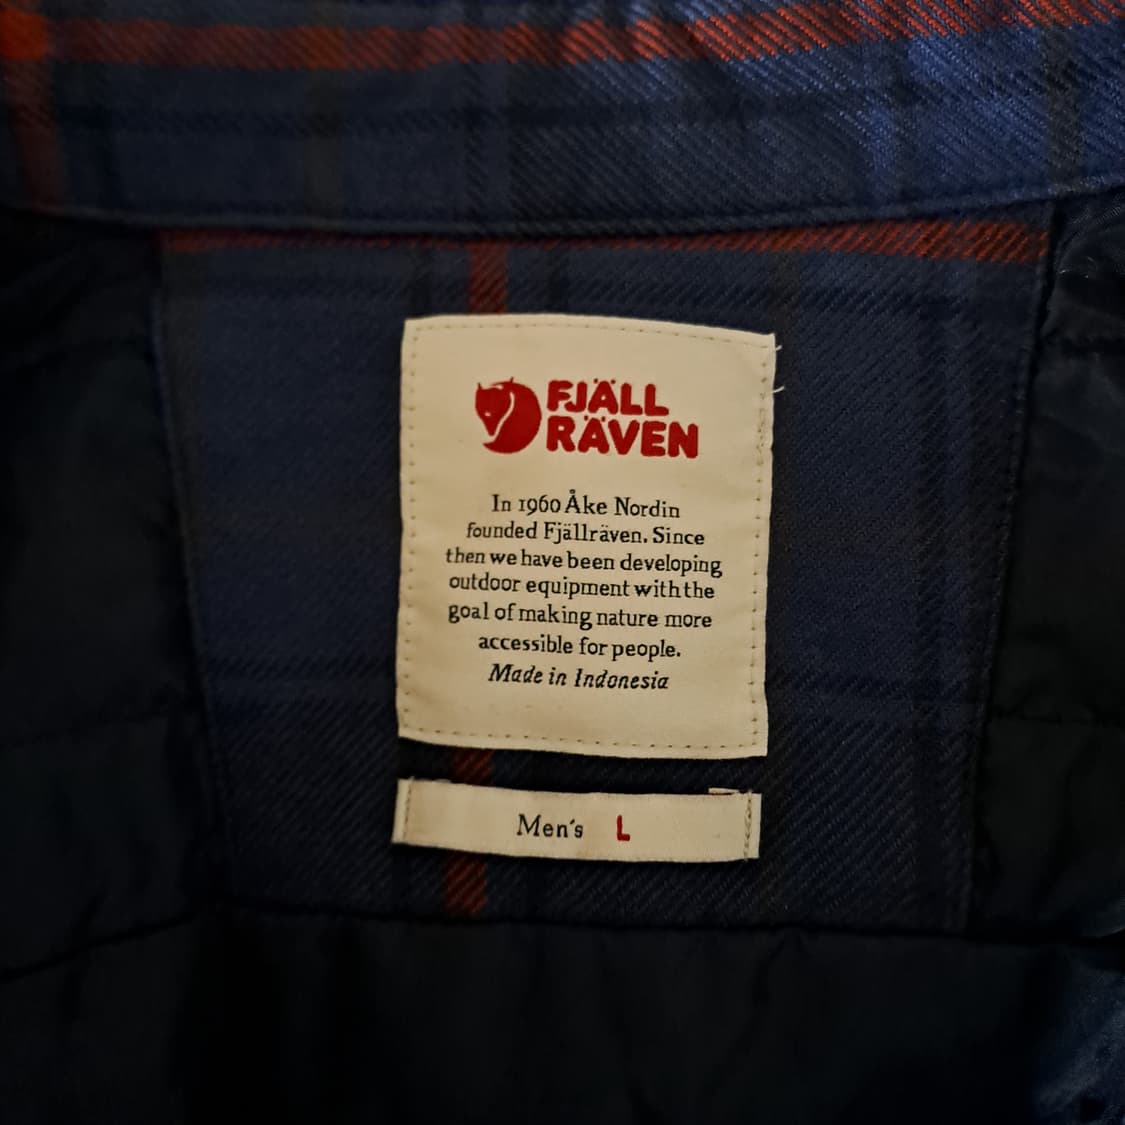 FJÄLL
RÄVEN
In 1960 Åke Nordin
founded Fjällräven. Since
then we have been developing
outdoor equipment with the
goal of making nature more
accessible for people.
Made in Indonesia
Men's L